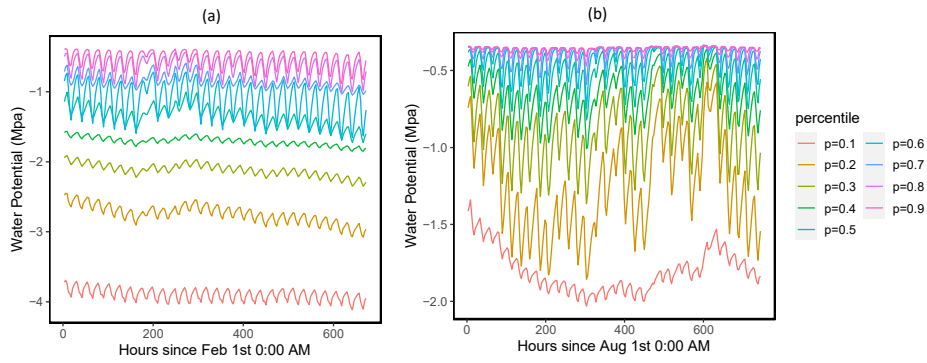 (a)
(b)
Water Potential (Mpa)
−1
−2
−3
−4
0
200
400
600
Hours since Feb 1st 0:00 AM
Water Potential (Mpa)
−0.5
−1.0
−1.5
−2.0
0
200
400
600
Hours since Aug 1st 0:00 AM
percentile
p=0.1
p=0.2
p=0.3
p=0.4
p=0.5
p=0.6
p=0.7
p=0.8
p=0.9